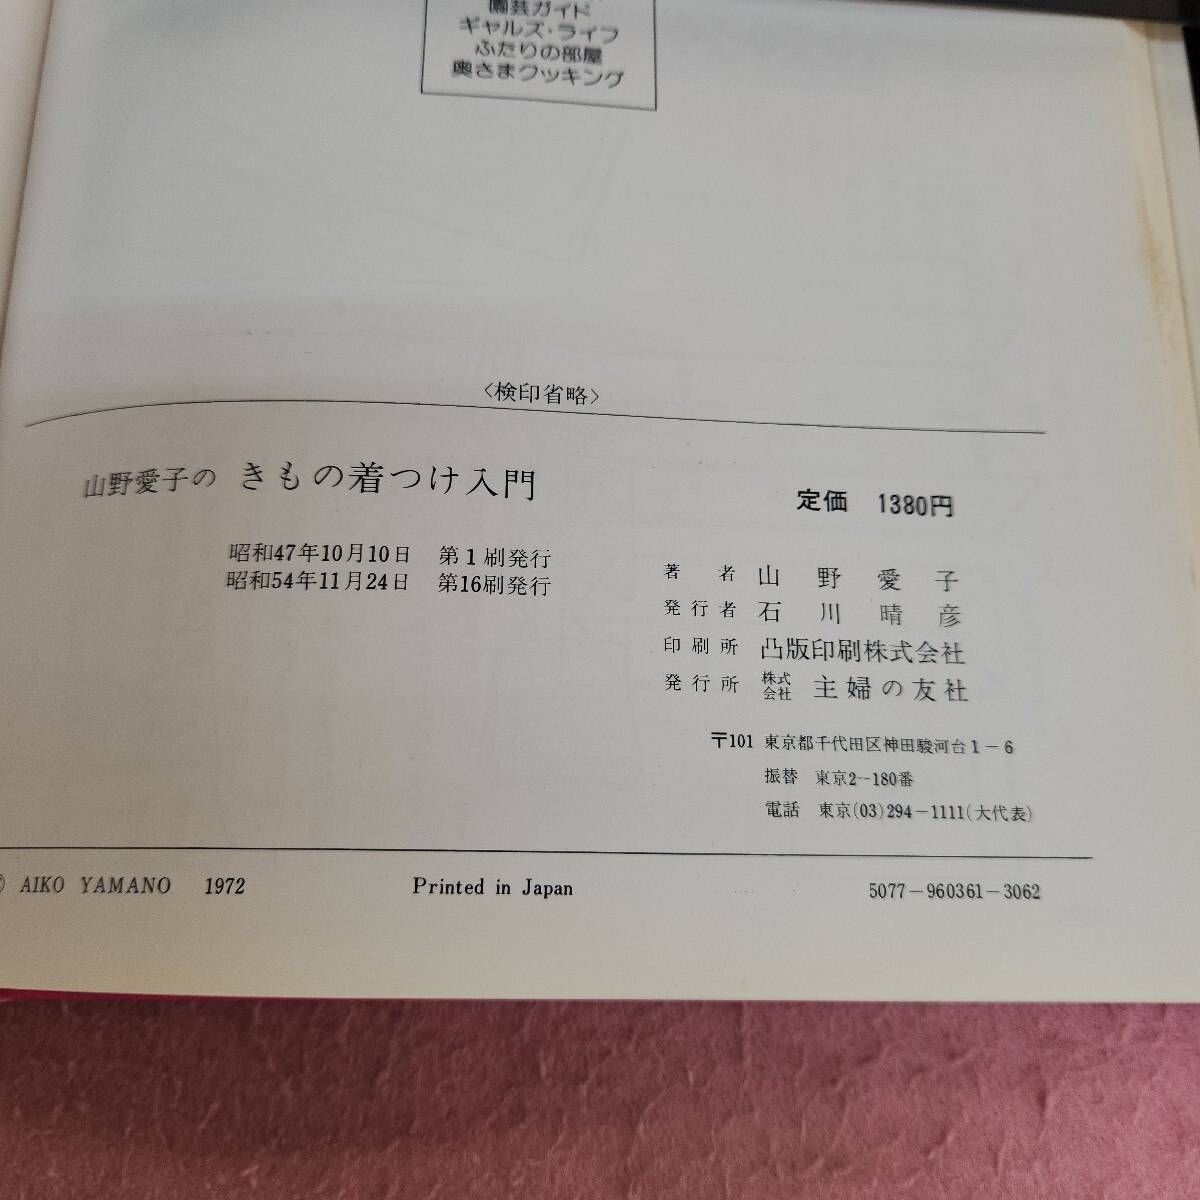 園芸ガイド
ギャルズ・ライフ
ふたりの部屋
奥さまクッキング
〈検印省略〉
山野愛子の きもの着つけ入門
昭和47年10月10日 第1刷発行
昭和54年11月24日 第16刷発行
定価 1380円
著者 山野愛子
発行者 石川晴彦
印刷所 凸版印刷株式会社
発行所 株式会社 主婦の友社
〒101 東京都千代田区神田駿河台1-6
振替 東京2-180番
電話 東京(03)294-1111(大代表)
© AIKO YAMANO 1972 Printed in Japan 5077-960361-3062